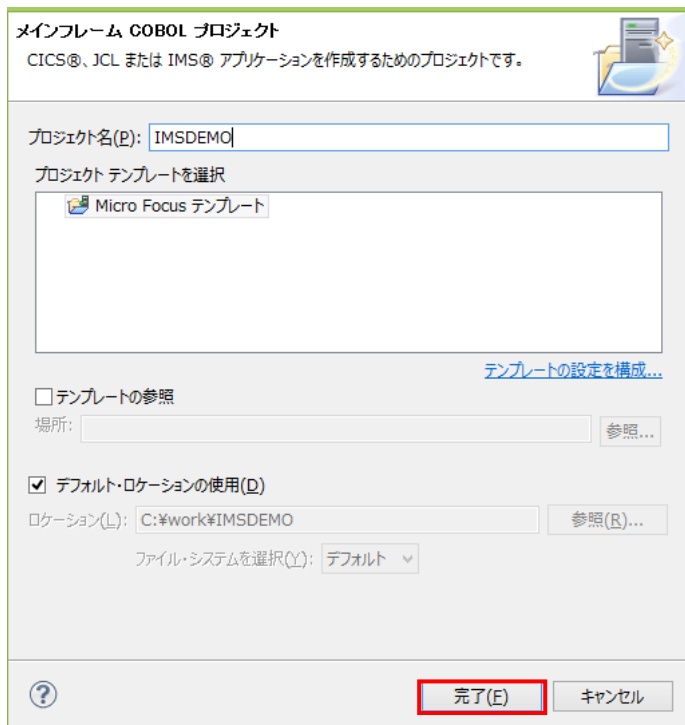 メインフレーム COBOL プロジェクト
CICS®、JCL または IMS® アプリケーションを作成するためのプロジェクトです。
プロジェクト名(P): IMSDEMO
プロジェクト テンプレートを選択
Micro Focus テンプレート
テンプレートの設定を構成...
テンプレートの参照
場所: 参照...
デフォルト・ロケーションの使用(D)
ロケーション(L): C:¥work¥IMSDEMO 参照(R)...
ファイル・システムを選択(Y): デフォルト
? 完了(F) キャンセル